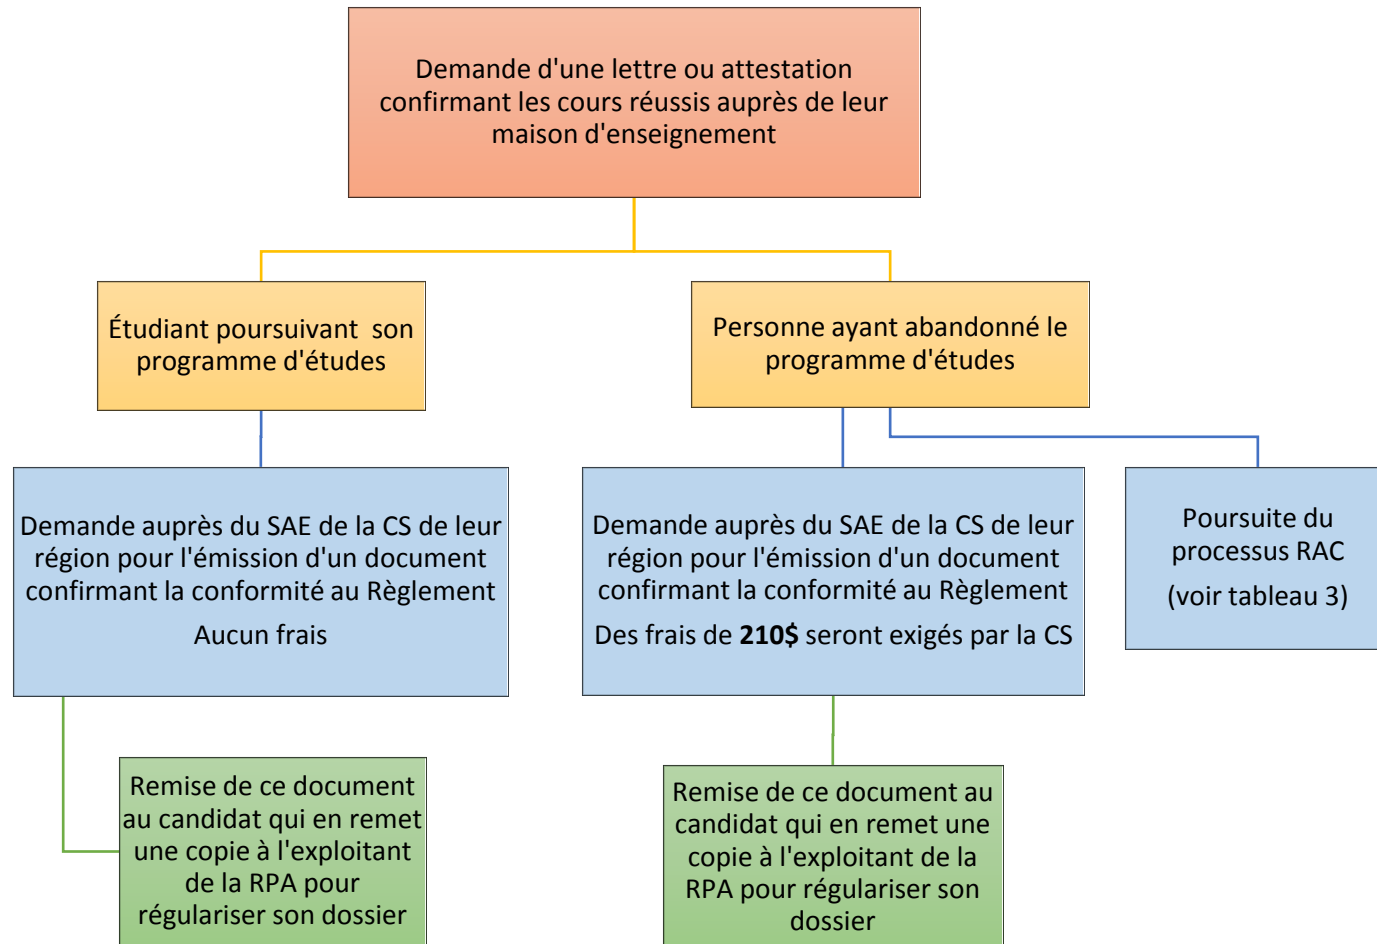 Demande d'une lettre ou attestation
confirmant les cours réussis auprès de leur
maison d'enseignement
Étudiant poursuivant son
programme d'études
Personne ayant abandonné le
programme d'études
Demande auprès du SAE de la CS de leur
région pour l'émission d'un document
confirmant la conformité au Règlement
Aucun frais
Demande auprès du SAE de la CS de leur
région pour l'émission d'un document
confirmant la conformité au Règlement
Des frais de 210$ seront exigés par la CS
Poursuite du
processus RAC
(voir tableau 3)
Remise de ce document
au candidat qui en remet
une copie à l'exploitant
de la RPA pour
régulariser son dossier
Remise de ce document au
candidat qui en remet une
copie à l'exploitant de la
RPA pour régulariser son
dossier